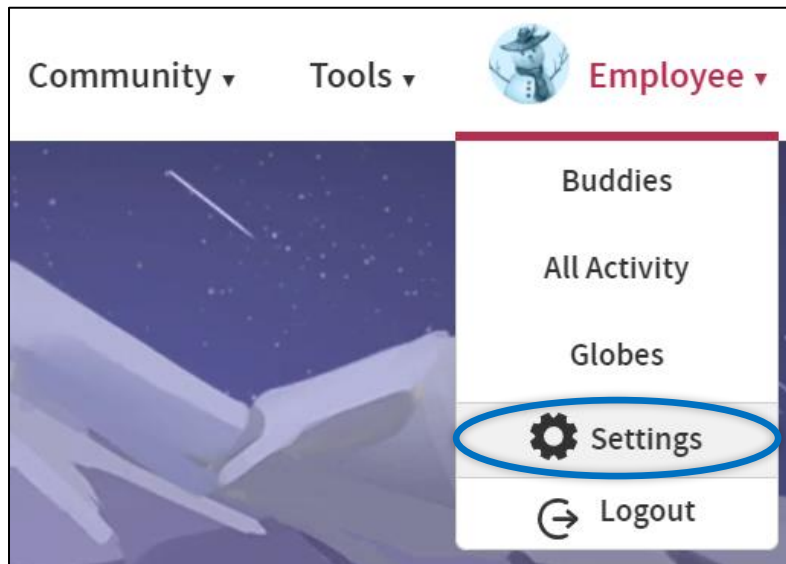 Community ▾ Tools ▾ Employee ▾
Buddies
All Activity
Globes
Settings
Logout